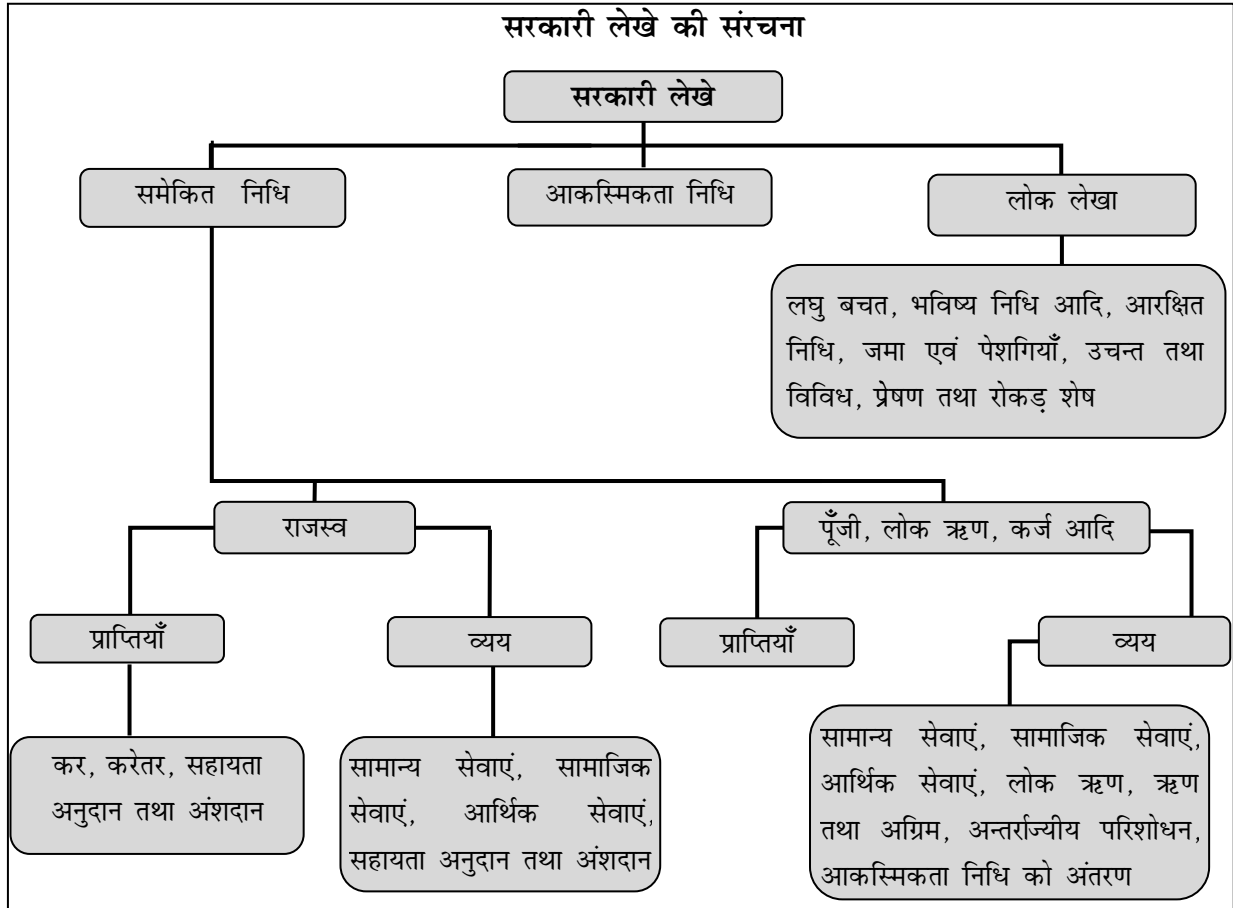 सरकारी लेखे की संरचना
सरकारी लेखे
समेकित निधि
आकस्मिकता निधि
लोक लेखा
लघु बचत, भविष्य निधि आदि, आरक्षित
निधि, जमा एवं पेशगियाँ, उचन्त तथा
विविध, प्रेषण तथा रोकड़ शेष
राजस्व
पूँजी, लोक ऋण, कर्ज आदि
प्राप्तियाँ
व्यय
प्राप्तियाँ
व्यय
कर, करेतर, सहायता
अनुदान तथा अंशदान
सामान्य सेवाएं, सामाजिक
सेवाएं, आर्थिक सेवाएं,
सहायता अनुदान तथा अंशदान
सामान्य सेवाएं, सामाजिक सेवाएं,
आर्थिक सेवाएं, लोक ऋण, ऋण
तथा अग्रिम, अन्तर्राज्यीय परिशोधन,
आकस्मिकता निधि को अंतरण